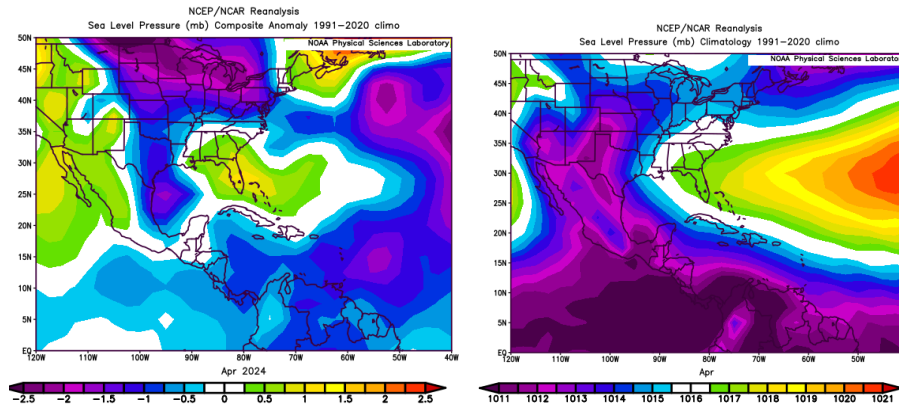 NCEP/NCAR Reanalysis
Sea Level Pressure (mb) Composite Anomaly 1991-2020 climo
NOAA Physical Sciences Laboratory
50N
45N
40N
35N
30N
25N
20N
15N
10N
5N
EQ
120W 110W 100W 90W 80W 70W 60W 50W 40W
Apr 2024
-2.5 -2 -1.5 -1 -0.5 0 0.5 1 1.5 2 2.5
NCEP/NCAR Reanalysis
Sea Level Pressure (mb) Climatology 1991-2020 climo
NOAA Physical Sciences Laborato
50N
45N
40N
35N
30N
25N
20N
15N
10N
5N
EQ
120W 110W 100W 90W 80W 70W 60W 50W
Apr
1011 1012 1013 1014 1015 1016 1017 1018 1019 1020 1021